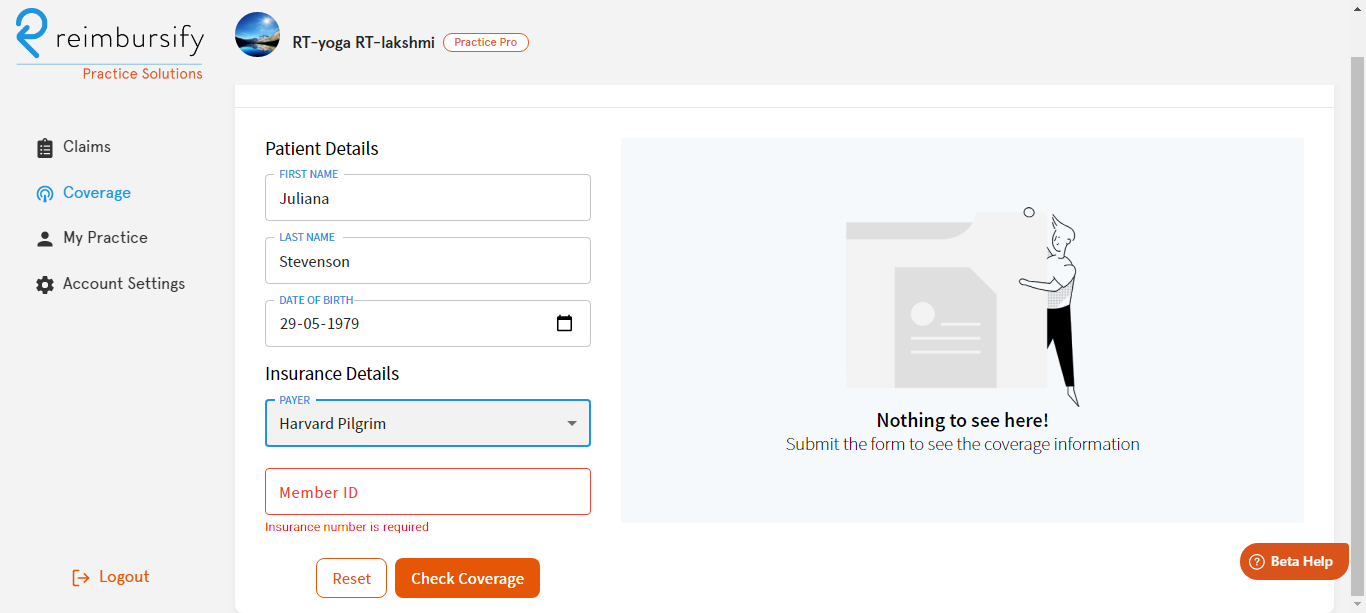 reimbursify
Practice Solutions
RT-yoga RT-lakshmi
Practice Pro
Claims
Coverage
My Practice
Account Settings
Logout
Patient Details
FIRST NAME
Juliana
LAST NAME
Stevenson
DATE OF BIRTH
29-05-1979
Insurance Details
PAYER
Harvard Pilgrim
Member ID
Insurance number is required
Reset
Check Coverage
Nothing to see here!
Submit the form to see the coverage information
Beta Help